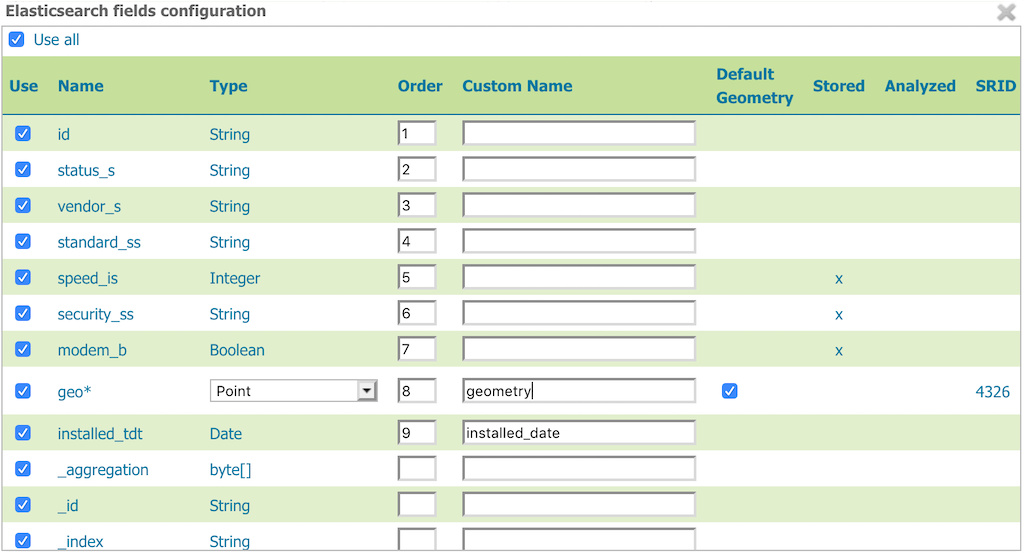 Elasticsearch fields configuration
Use all
Use Name Type Order Custom Name Default Geometry Stored Analyzed SRID
id String 1
status_s String 2
vendor_s String 3
standard_ss String 4
speed_is Integer 5 x
security_ss String 6 x
modem_b Boolean 7 x
geo* Point 8 geometry 4326
installed_tdt Date 9 installed_date
_aggregation byte[]
_id String
_index String